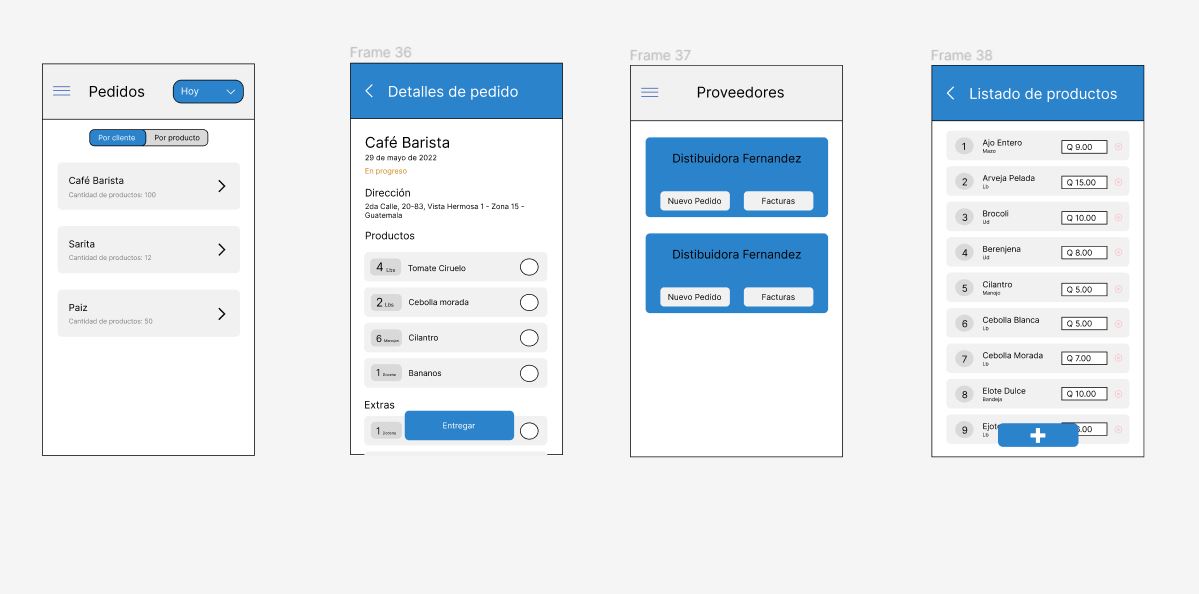 Pedidos
Hoy
Por cliente
Por producto
Café Barista
Cantidad de productos: 100
Sarita
Cantidad de productos: 12
Paiz
Cantidad de productos: 50
Frame 36
Detalles de pedido
Café Barista
29 de mayo de 2022
En progreso
Dirección
2da Calle, 20-83, Vista Hermosa 1 - Zona 15 -
Guatemala
Productos
4 Lbs Tomate Ciruelo
2 Lbs Cebolla morada
6 Manojos Cilantro
1 Docena Bananos
Extras
1 Docena
Entregar
Frame 37
Proveedores
Distibuidora Fernandez
Nuevo Pedido
Facturas
Distibuidora Fernandez
Nuevo Pedido
Facturas
Frame 38
Listado de productos
1 Ajo Entero Q 9.00
Mazo
2 Arveja Pelada Q 15.00
Lb
3 Brocoli Q 10.00
Ud
4 Berenjena Q 8.00
Ud
5 Cilantro Q 5.00
Manojo
6 Cebolla Blanca Q 5.00
Lb
7 Cebolla Morada Q 7.00
Lb
8 Elote Dulce Q 10.00
Bandeja
9 Ejote .00
Lb